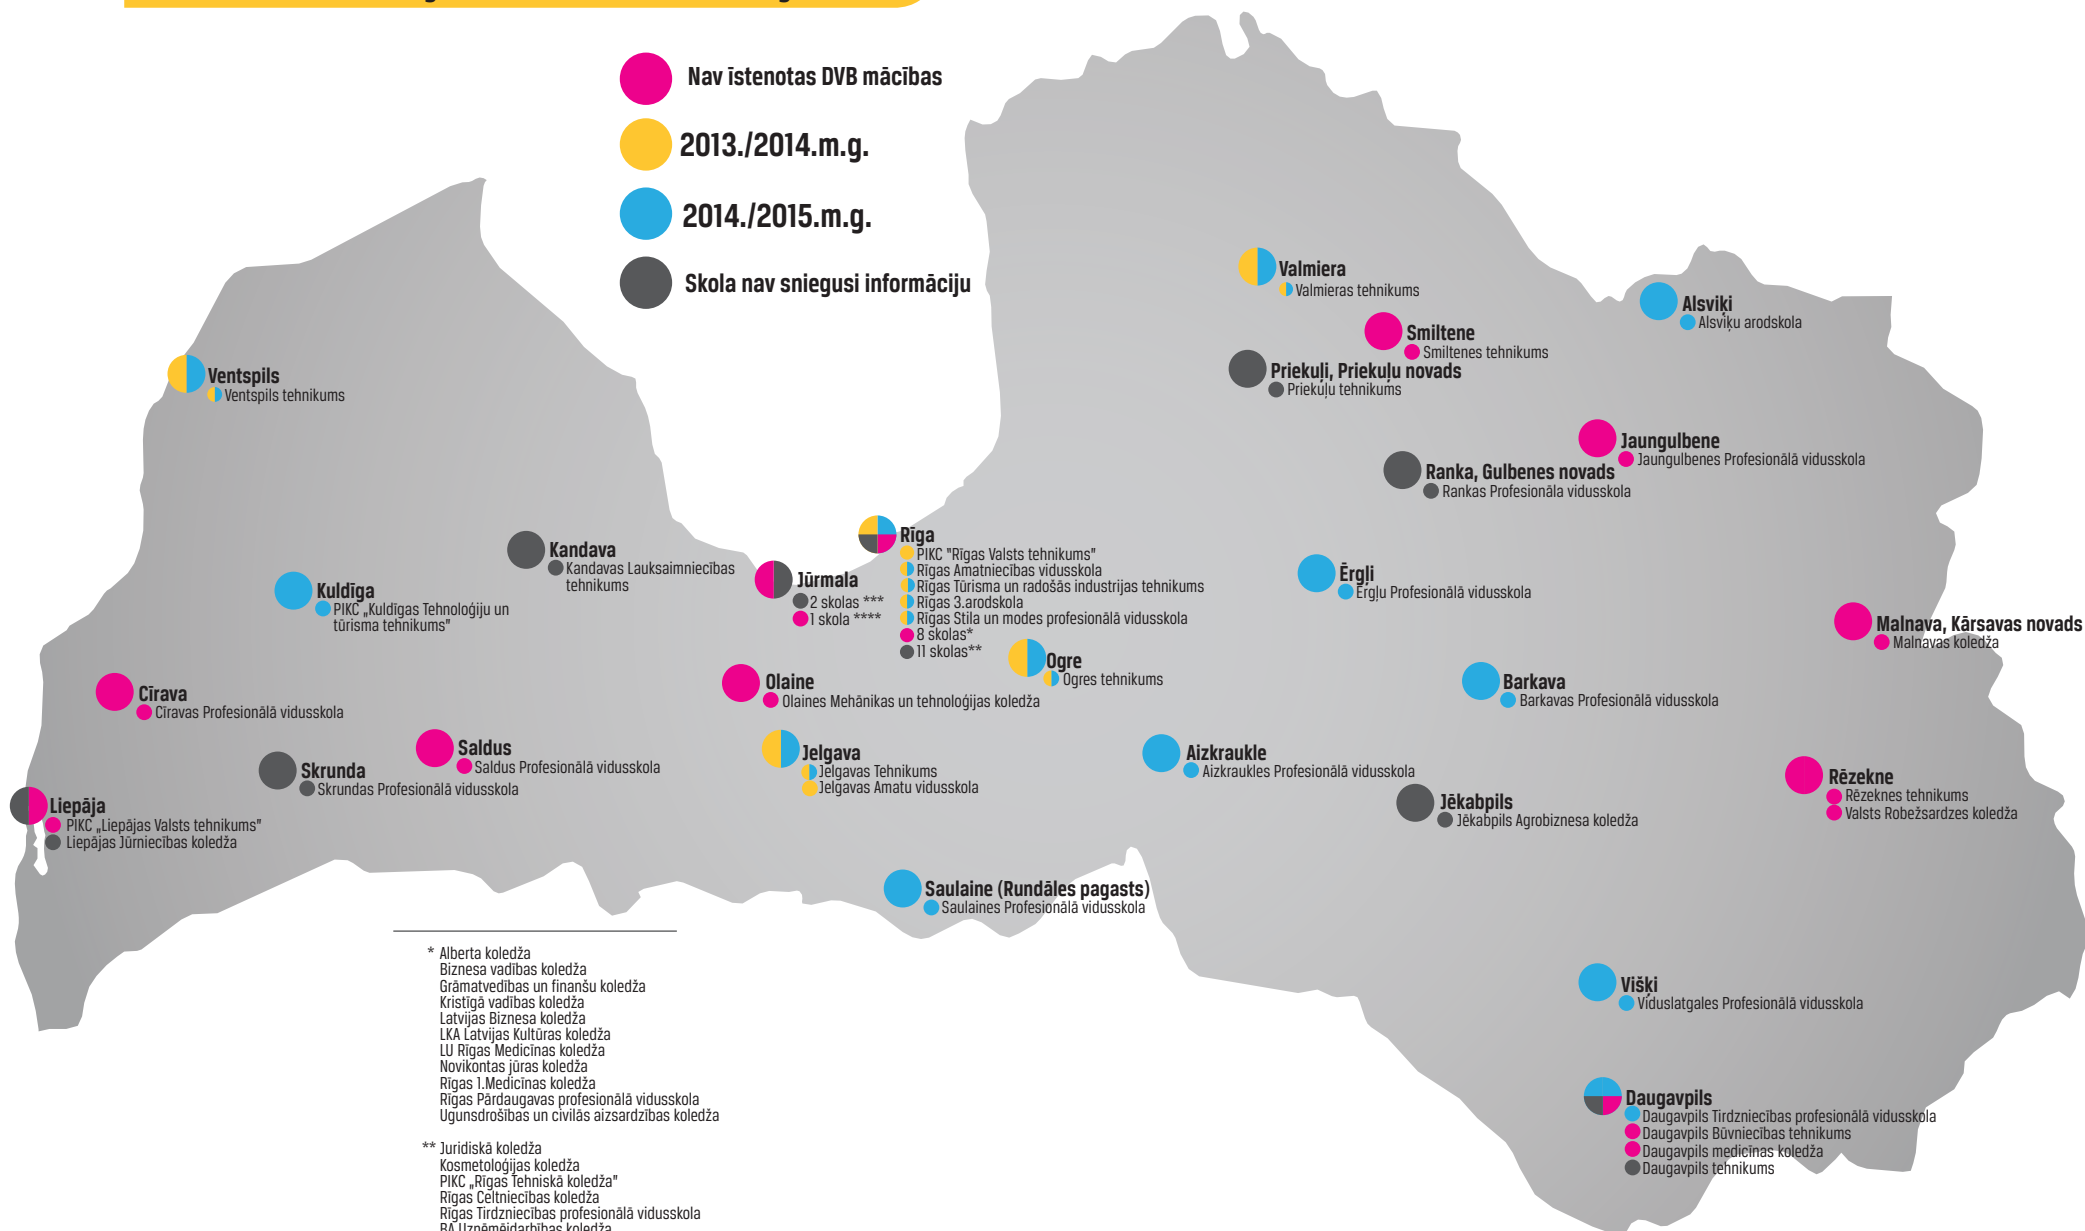 Nav īstenotas DVB mācības
2013./2014.m.g.
2014./2015.m.g.
Skola nav sniegusi informāciju
Valmiera
Valmieras tehnikums
Alsviķi
Alsviķu arodskola
Smiltene
Smiltenes tehnikums
Priekuļi, Priekuļu novads
Priekuļu tehnikums
Ventspils
Ventspils tehnikums
Jaungulbene
Jaungulbenes Profesionālā vidusskola
Ranka, Gulbenes novads
Rankas Profesionāla vidusskola
Kandava
Kandavas Lauksaimniecības
tehnikums
Rīga
PIKC "Rīgas Valsts tehnikums"
Rīgas Amatniecības vidusskola
Rīgas Tūrisma un radošās industrijas tehnikums
Rīgas 3.arodskola
Rīgas Stila un modes profesionālā vidusskola
8 skolas*
11 skolas**
Jūrmala
2 skolas ***
1 skola ****
Kuldīga
PIKC „Kuldīgas Tehnoloģiju un
tūrisma tehnikums"
Ērgļi
Ērgļu Profesionālā vidusskola
Malnava, Kārsavas novads
Malnavas koledža
Ogre
Ogres tehnikums
Cīrava
Cīravas Profesionālā vidusskola
Olaine
Olaines Mehānikas un tehnoloģijas koledža
Barkava
Barkavas Profesionālā vidusskola
Saldus
Saldus Profesionālā vidusskola
Skrunda
Skrundas Profesionālā vidusskola
Jelgava
Jelgavas Tehnikums
Jelgavas Amatu vidusskola
Aizkraukle
Aizkraukles Profesionālā vidusskola
Jēkabpils
Jēkabpils Agrobiznesa koledža
Rēzekne
Rēzeknes tehnikums
Valsts Robežsardzes koledža
Liepāja
PIKC „Liepājas Valsts tehnikums"
Liepājas Jūrniecības koledža
Saulaine (Rundāles pagasts)
Saulaines Profesionālā vidusskola
Višķi
Viduslatgales Profesionālā vidusskola
Daugavpils
Daugavpils Tirdzniecības profesionālā vidusskola
Daugavpils Būvniecības tehnikums
Daugavpils medicīnas koledža
Daugavpils tehnikums
* Alberta koledža
Biznesa vadības koledža
Grāmatvedības un finanšu koledža
Kristīgā vadības koledža
Latvijas Biznesa koledža
LKA Latvijas Kultūras koledža
LU Rīgas Medicīnas koledža
Novikontas jūras koledža
Rīgas 1.Medicīnas koledža
Rīgas Pārdaugavas profesionālā vidusskola
Ugunsdrošības un civilās aizsardzības koledža
** Juridiskā koledža
Kosmetoloģijas koledža
PIKC „Rīgas Tehniskā koledža"
Rīgas Celtniecības koledža
Rīgas Tirdzniecības profesionālā vidusskola
BA Uzņēmējdarbības koledža